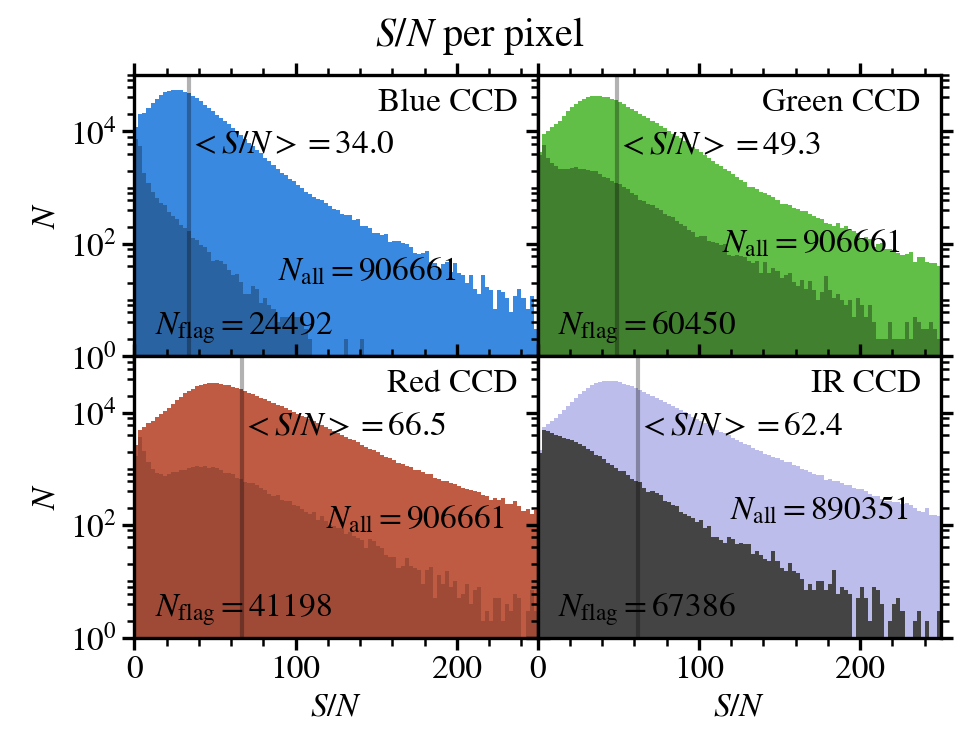 S/N per pixel
Blue CCD
<S/N> = 34.0
N_all = 906661
N_flag = 24492
N
10^4
10^2
10^0
Green CCD
<S/N> = 49.3
N_all = 906661
N_flag = 60450
Red CCD
<S/N> = 66.5
N_all = 906661
N_flag = 41198
N
10^4
10^2
10^0
0 100 200
S/N
IR CCD
<S/N> = 62.4
N_all = 890351
N_flag = 67386
0 100 200
S/N